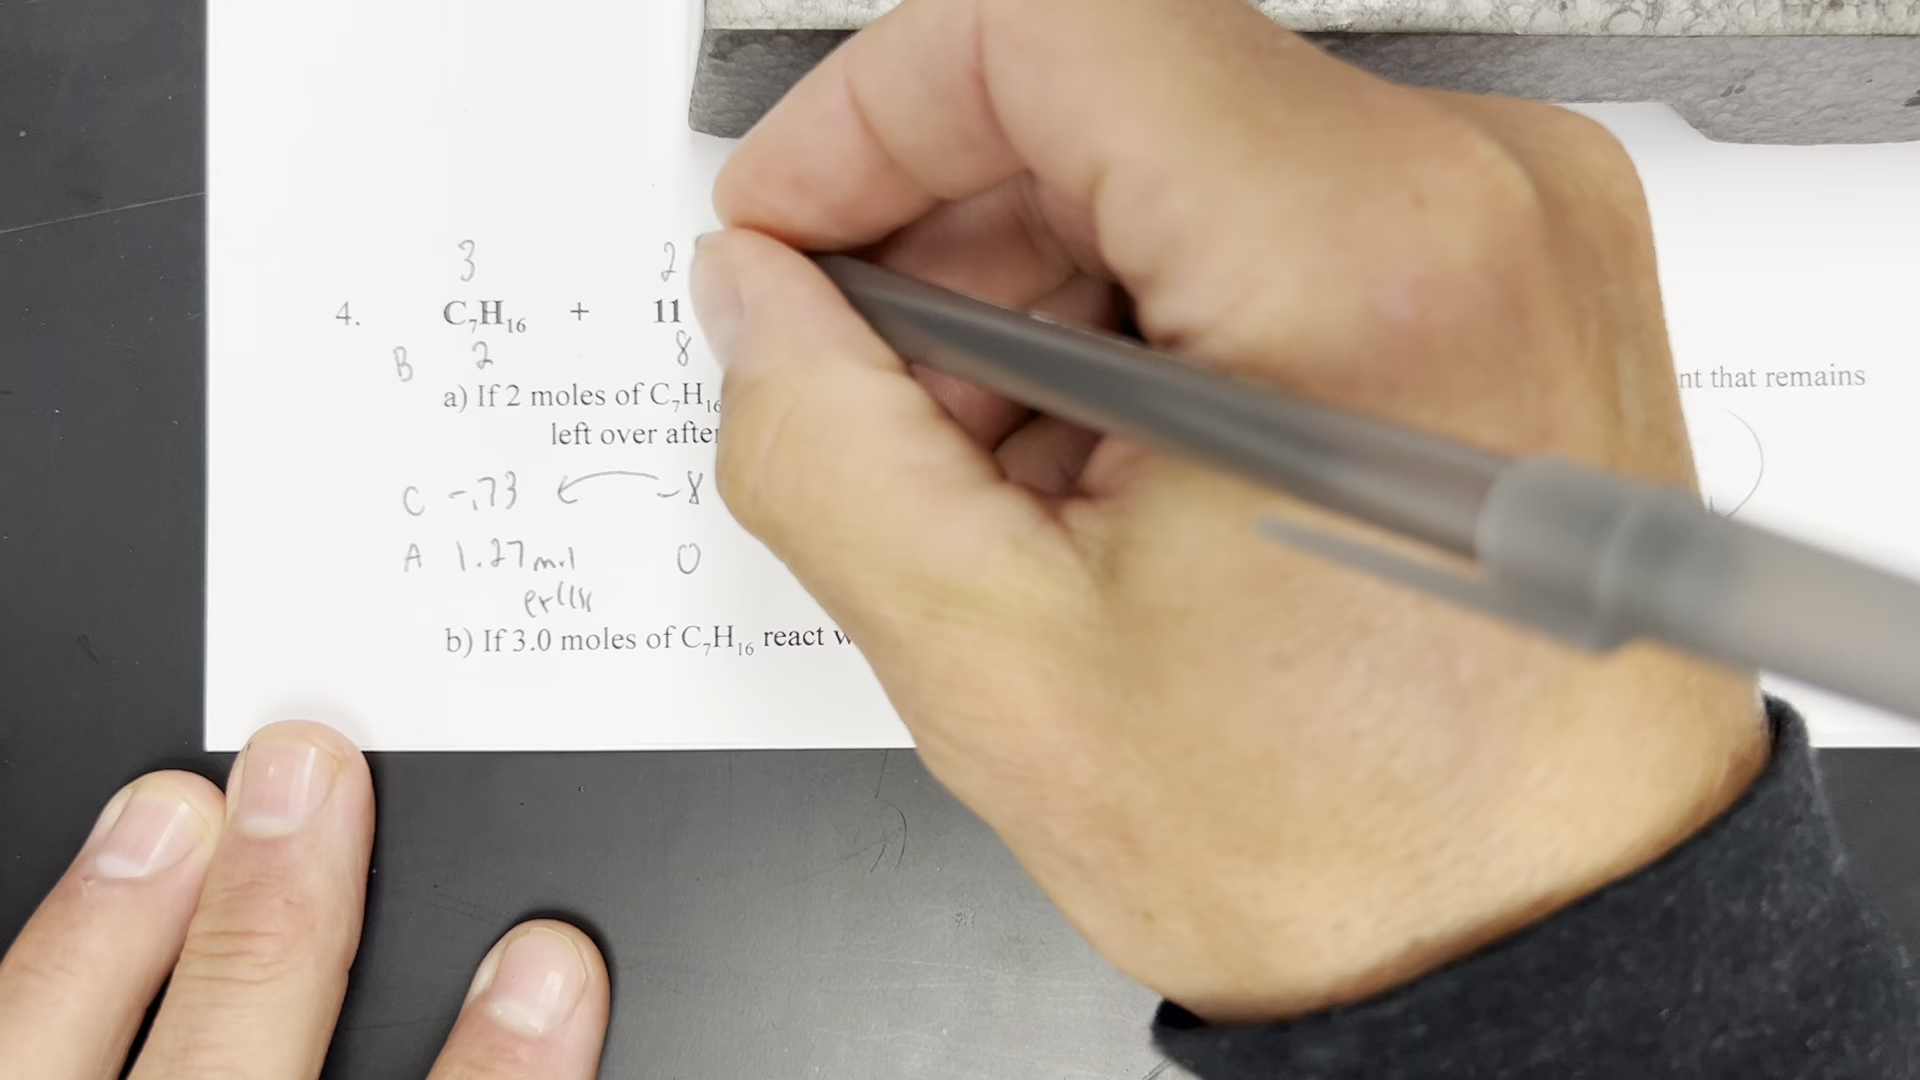 3 2
4. C₇H₁₆ + 11
B 2 8
a) If 2 moles of C₇H₁₆ nt that remains
left over after
C -.73 ← -8
A 1.27 mol 0
excess
b) If 3.0 moles of C₇H₁₆ react w